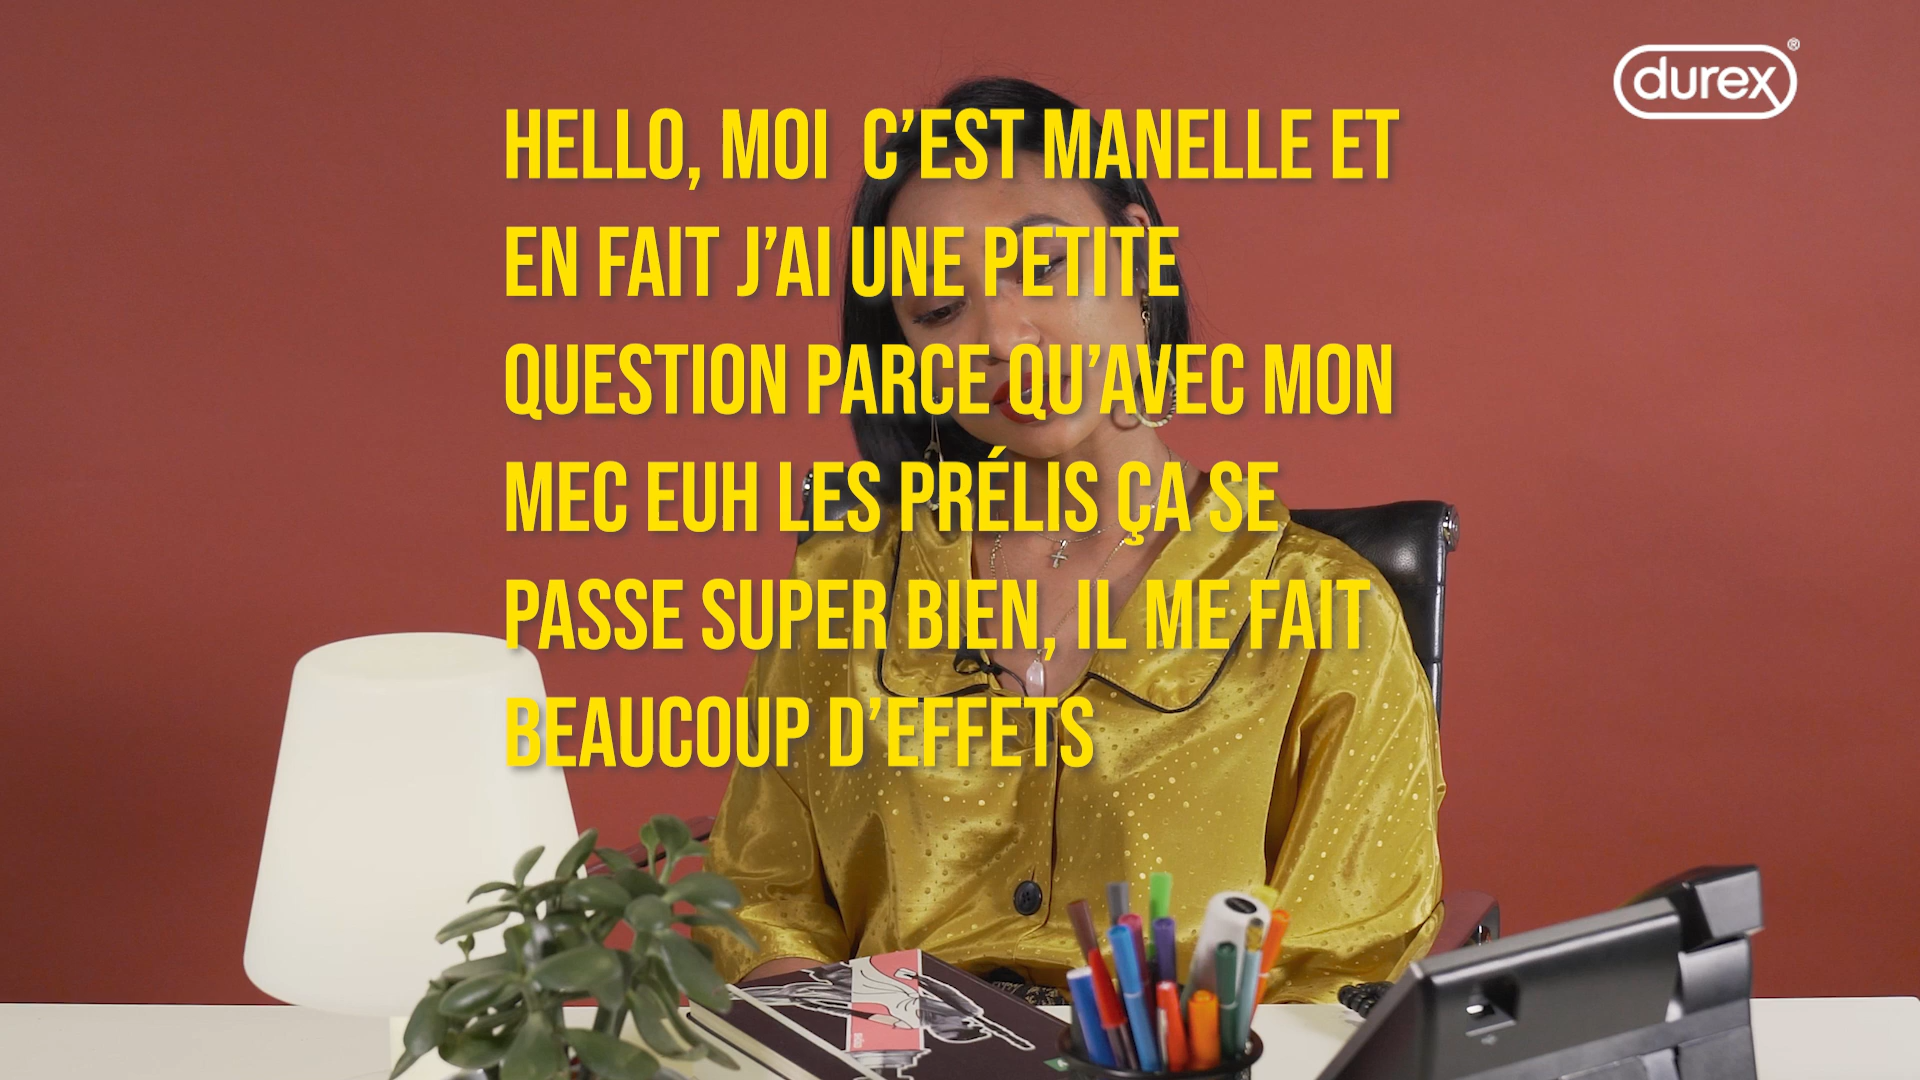 durex®
HELLO, MOI  C'EST MANELLE ET
EN FAIT J'AI UNE PETITE
QUESTION PARCE QU'AVEC MON
MEC EUH LES PRÉLIS ÇA SE
PASSE SUPER BIEN, IL ME FAIT
BEAUCOUP D'EFFETS